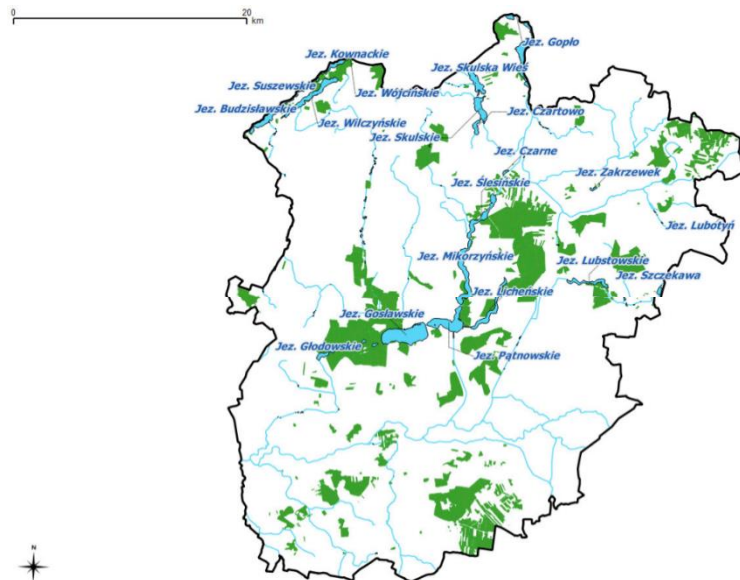 0
20
km
Jez. Gopło
Jez. Kownackie
Jez. Skulska Wieś
Jez. Suszewskie
Jez. Wójcińskie
Jez. Budzisławskie
Jez. Czartowo
Jez. Wilczyńskie
Jez. Skulskie
Jez. Czarne
Jez. Zakrzewek
Jez. Ślesińskie
Jez. Lubotyń
Jez. Mikorzyńskie
Jez. Lubstowskie
Jez. Szczekawa
Jez. Licheńskie
Jez. Gosławskie
Jez. Głodowskie
Jez. Pątnowskie
N